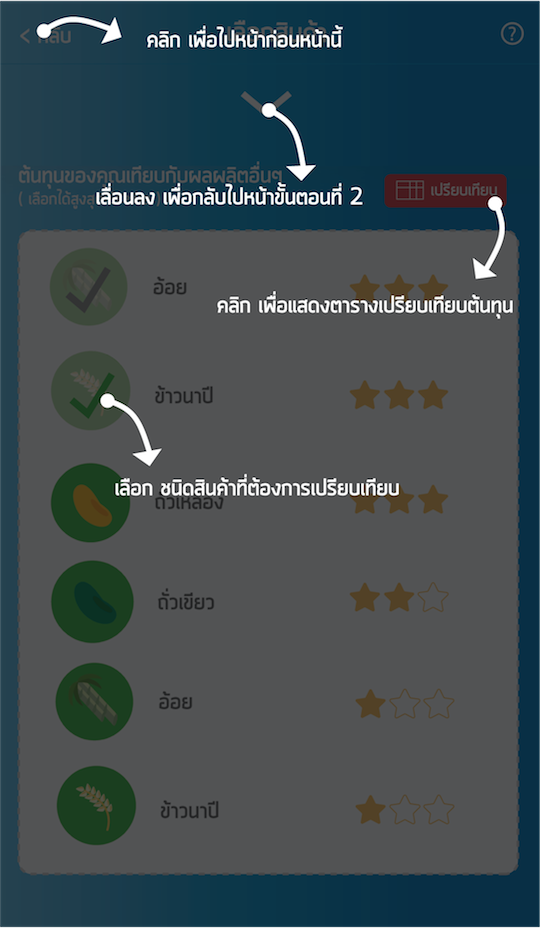 < กลับ
เลือกสินค้า
?
คลิก เพื่อไปหน้าก่อนหน้านี้
ต้นทุนของคุณเทียบกับผลผลิตอื่นๆ
( เลือกได้สูงสุ
เปรียบเทียบ
เลื่อนลง เพื่อกลับไปหน้าขั้นตอนที่ 2
อ้อย
คลิก เพื่อแสดงตารางเปรียบเทียบต้นทุน
ข้าวนาปี
เลือก ชนิดสินค้าที่ต้องการเปรียบเทียบ
ถั่วเหลือง
ถั่วเขียว
อ้อย
ข้าวนาปี